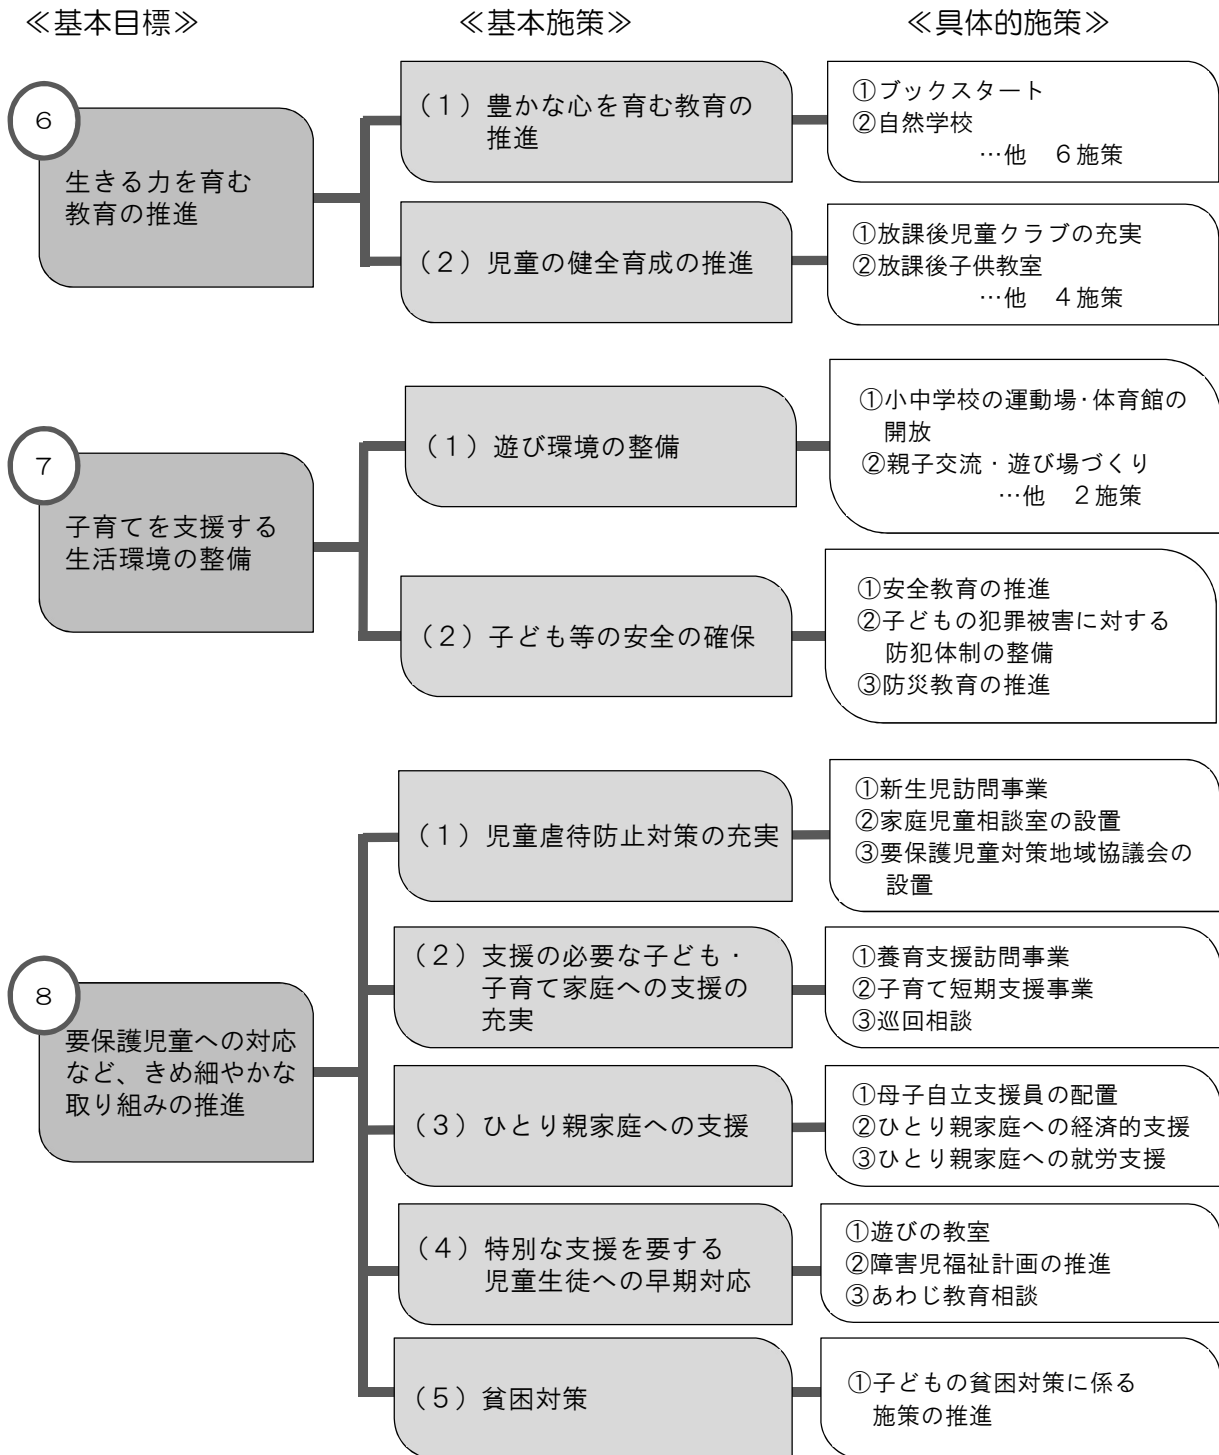 ≪基本目標≫ ≪基本施策≫ ≪具体的施策≫
6
生きる力を育む
教育の推進
（1）豊かな心を育む教育の
推進
①ブックスタート
②自然学校
…他　6施策
（2）児童の健全育成の推進
①放課後児童クラブの充実
②放課後子供教室
…他　4施策
7
子育てを支援する
生活環境の整備
（1）遊び環境の整備
①小中学校の運動場･体育館の
開放
②親子交流・遊び場づくり
…他　2施策
（2）子ども等の安全の確保
①安全教育の推進
②子どもの犯罪被害に対する
防犯体制の整備
③防災教育の推進
8
要保護児童への対応
など、きめ細やかな
取り組みの推進
（1）児童虐待防止対策の充実
①新生児訪問事業
②家庭児童相談室の設置
③要保護児童対策地域協議会の
設置
（2）支援の必要な子ども・
子育て家庭への支援の
充実
①養育支援訪問事業
②子育て短期支援事業
③巡回相談
（3）ひとり親家庭への支援
①母子自立支援員の配置
②ひとり親家庭への経済的支援
③ひとり親家庭への就労支援
（4）特別な支援を要する
児童生徒への早期対応
①遊びの教室
②障害児福祉計画の推進
③あわじ教育相談
（5）貧困対策
①子どもの貧困対策に係る
施策の推進